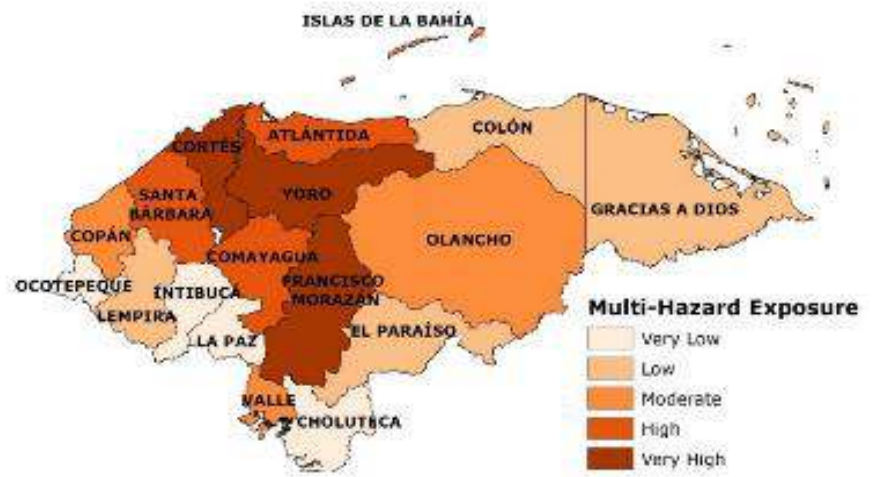 ISLAS DE LA BAHÍA
ATLÁNTIDA
COLÓN
CORTÉS
YORO
SANTA
BÁRBARA
GRACIAS A DIOS
COPÁN
OLANCHO
COMAYAGUA
OCOTEPEQUE
INTIBUCÁ
FRANCISCO
MORAZÁN
LEMPIRA
EL PARAÍSO
LA PAZ
VALLE
CHOLUTECA
Multi-Hazard Exposure
Very Low
Low
Moderate
High
Very High